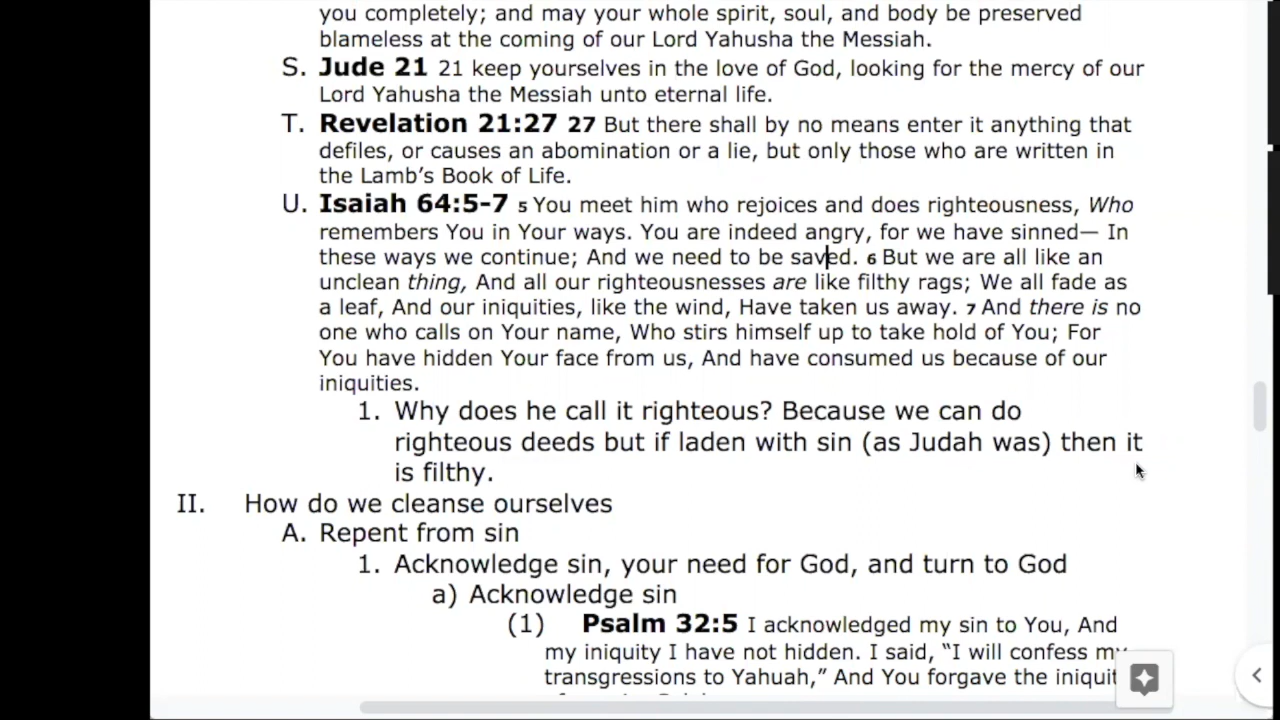 you completely; and may your whole spirit, soul, and body be preserved
blameless at the coming of our Lord Yahusha the Messiah.
S. Jude 21 21 keep yourselves in the love of God, looking for the mercy of our
Lord Yahusha the Messiah unto eternal life.
T. Revelation 21:27 27 But there shall by no means enter it anything that
defiles, or causes an abomination or a lie, but only those who are written in
the Lamb’s Book of Life.
U. Isaiah 64:5-7 5 You meet him who rejoices and does righteousness, Who
remembers You in Your ways. You are indeed angry, for we have sinned— In
these ways we continue; And we need to be saved. 6 But we are all like an
unclean thing, And all our righteousnesses are like filthy rags; We all fade as
a leaf, And our iniquities, like the wind, Have taken us away. 7 And there is no
one who calls on Your name, Who stirs himself up to take hold of You; For
You have hidden Your face from us, And have consumed us because of our
iniquities.
1. Why does he call it righteous? Because we can do
righteous deeds but if laden with sin (as Judah was) then it
is filthy.
II. How do we cleanse ourselves
A. Repent from sin
1. Acknowledge sin, your need for God, and turn to God
a) Acknowledge sin
(1) Psalm 32:5 I acknowledged my sin to You, And
my iniquity I have not hidden. I said, “I will confess my
transgressions to Yahuah,” And You forgave the iniquit